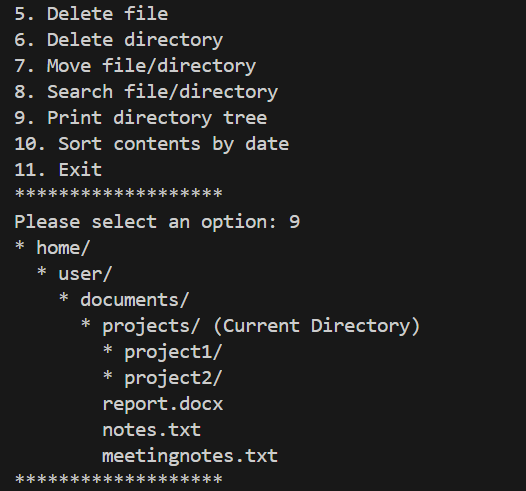 5. Delete file
6. Delete directory
7. Move file/directory
8. Search file/directory
9. Print directory tree
10. Sort contents by date
11. Exit
*******************
Please select an option: 9
* home/
  * user/
    * documents/
      * projects/ (Current Directory)
        * project1/
        * project2/
        report.docx
        notes.txt
        meetingnotes.txt
*******************